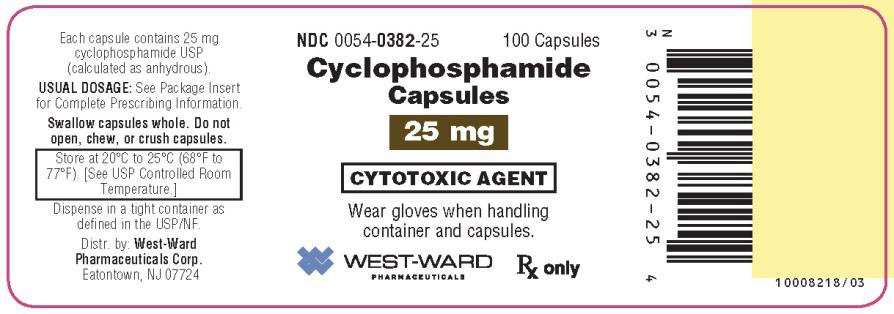 Each capsule contains 25 mg
cyclophosphamide USP
(calculated as anhydrous).
USUAL DOSAGE: See Package Insert
for Complete Prescribing Information.
Swallow capsules whole. Do not
open, chew, or crush capsules.
Store at 20°C to 25°C (68°F to
77°F). [See USP Controlled Room
Temperature.]
Dispense in a tight container as
defined in the USP/NF.
Distr. by: West-Ward
Pharmaceuticals Corp.
Eatontown, NJ 07724
NDC 0054-0382-25 100 Capsules
Cyclophosphamide
Capsules
25 mg
CYTOTOXIC AGENT
Wear gloves when handling
container and capsules.
WEST-WARD
PHARMACEUTICALS
Rx only
N
3 0054-0382-25 4
10008218/03